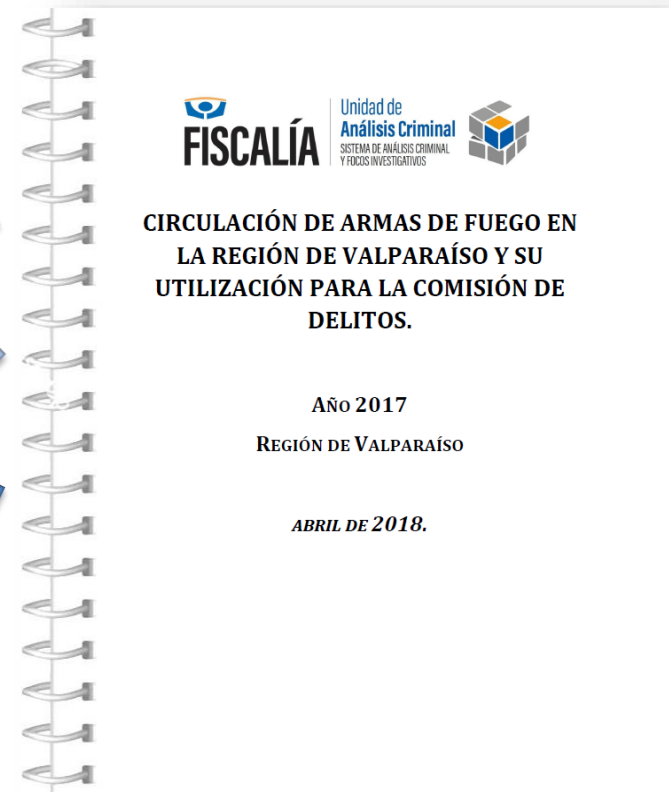 FISCALÍA
Unidad de
Análisis Criminal
SISTEMA DE ANÁLISIS CRIMINAL
Y FOCOS INVESTIGATIVOS
CIRCULACIÓN DE ARMAS DE FUEGO EN
LA REGIÓN DE VALPARAÍSO Y SU
UTILIZACIÓN PARA LA COMISIÓN DE
DELITOS.
AÑO 2017
REGIÓN DE VALPARAÍSO
ABRIL DE 2018.